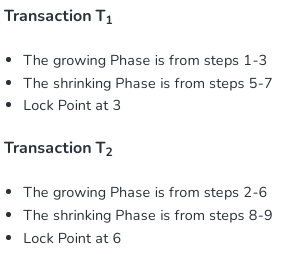 Transaction T₁
• The growing Phase is from steps 1-3
• The shrinking Phase is from steps 5-7
• Lock Point at 3
Transaction T₂
• The growing Phase is from steps 2-6
• The shrinking Phase is from steps 8-9
• Lock Point at 6